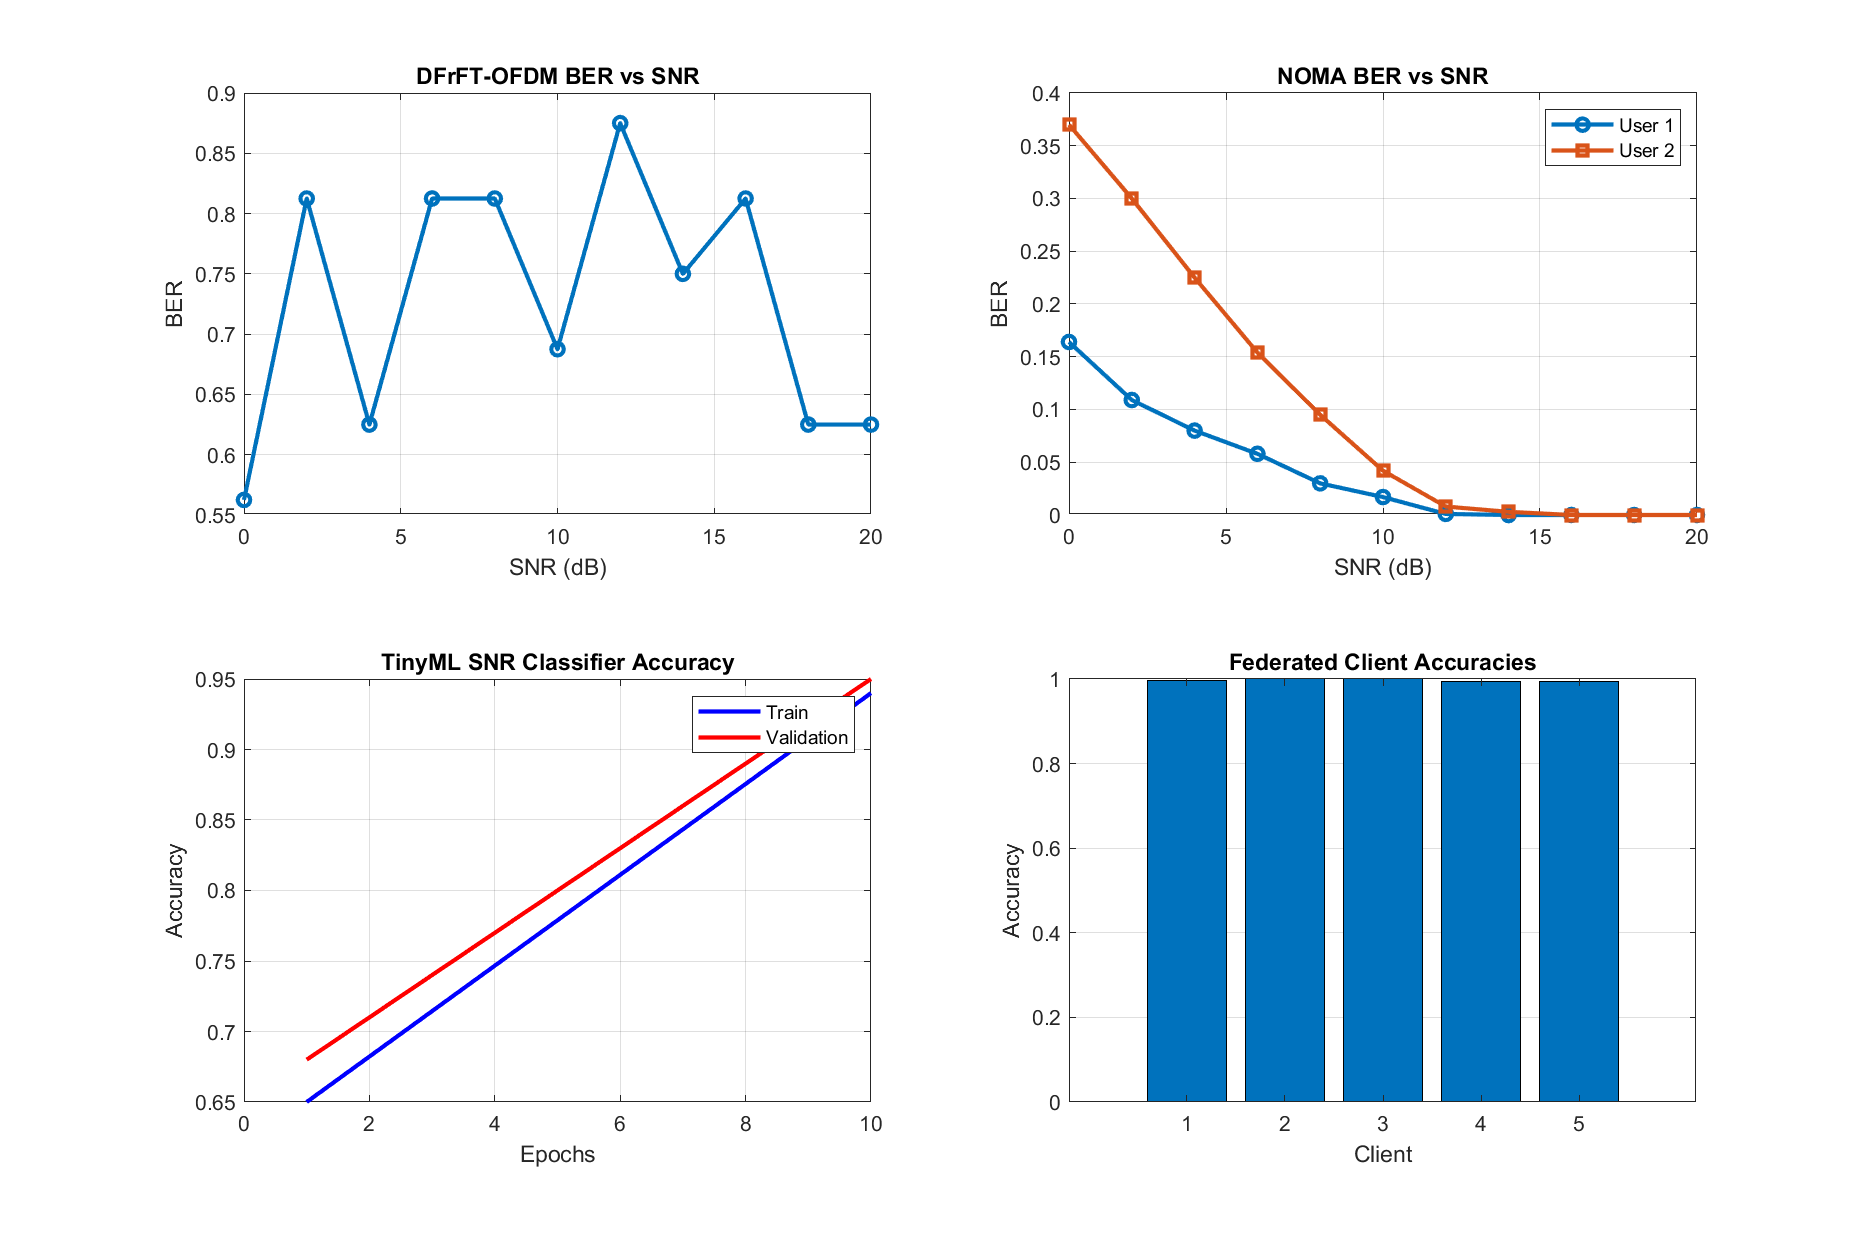 DFrFT-OFDM BER vs SNR
0.9
0.85
0.8
0.75
0.7
0.65
0.6
0.55
BER
0 5 10 15 20
SNR (dB)
NOMA BER vs SNR
0.4
0.35
0.3
0.25
0.2
0.15
0.1
0.05
0
BER
User 1
User 2
0 5 10 15 20
SNR (dB)
TinyML SNR Classifier Accuracy
0.95
0.9
0.85
0.8
0.75
0.7
0.65
Accuracy
Train
Validation
0 2 4 6 8 10
Epochs
Federated Client Accuracies
1
0.8
0.6
0.4
0.2
0
Accuracy
1 2 3 4 5
Client